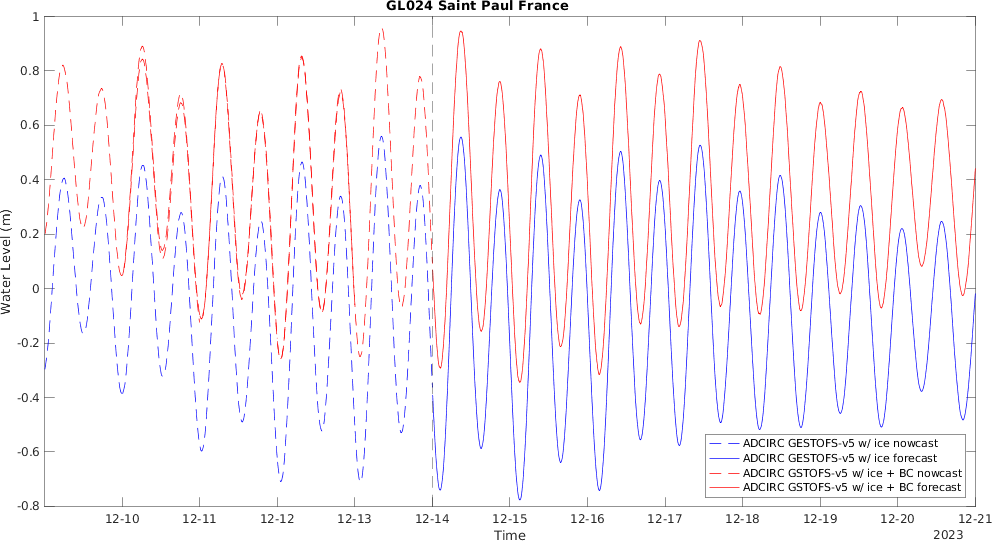 GL024 Saint Paul France
Water Level (m)
1
0.8
0.6
0.4
0.2
0
-0.2
-0.4
-0.6
-0.8
12-10 12-11 12-12 12-13 12-14 12-15 12-16 12-17 12-18 12-19 12-20 12-21
Time
2023
ADCIRC GESTOFS-v5 w/ ice nowcast
ADCIRC GESTOFS-v5 w/ ice forecast
ADCIRC GSTOFS-v5 w/ ice + BC nowcast
ADCIRC GSTOFS-v5 w/ ice + BC forecast